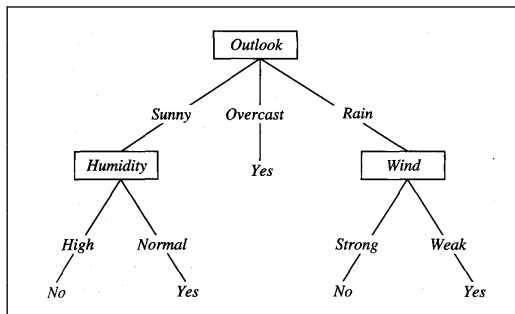 Outlook
Sunny Overcast Rain
Humidity Yes Wind
High Normal Strong Weak
No Yes No Yes